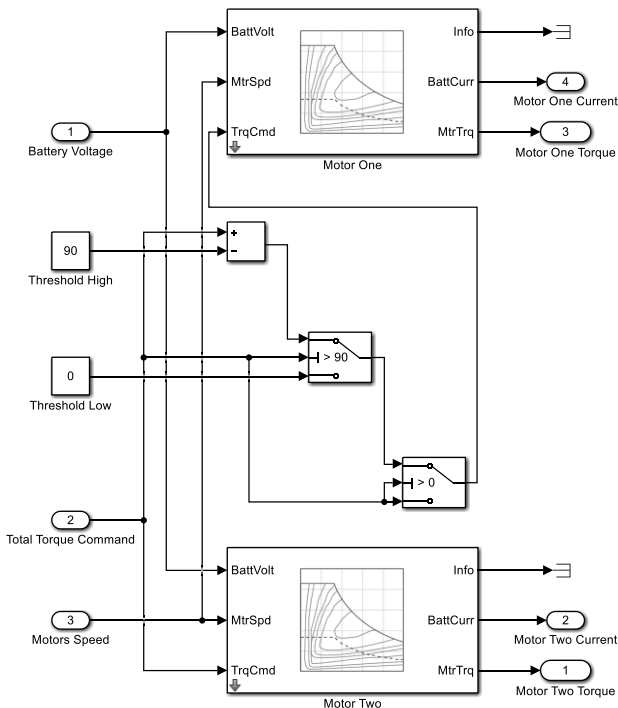 BattVolt
Info
MtrSpd
BattCurr
4
Motor One Current
1
TrqCmd
MtrTrq
3
Battery Voltage
Motor One Torque
Motor One
+
90
−
Threshold High
> 90
0
Threshold Low
> 0
2
Total Torque Command
BattVolt
Info
3
MtrSpd
BattCurr
2
Motors Speed
Motor Two Current
TrqCmd
MtrTrq
1
Motor Two Torque
Motor Two